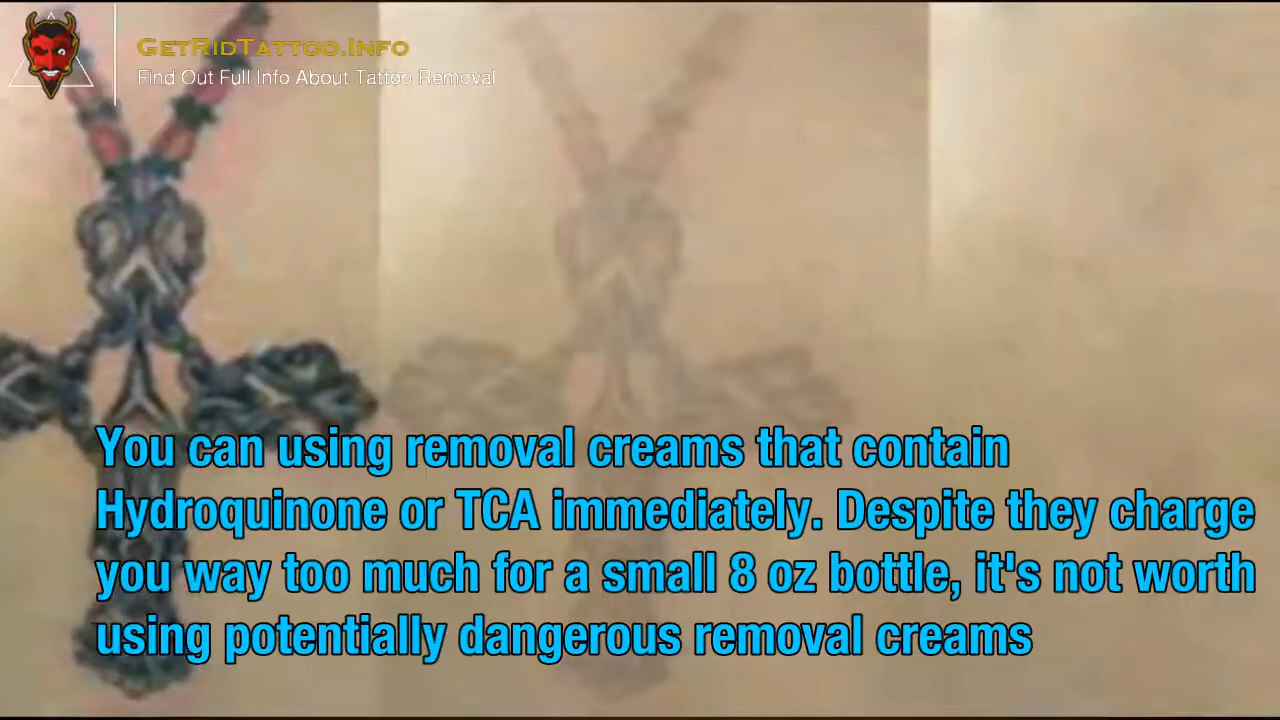 GETRIDTATTOO.INFO
Find Out Full Info About Tattoo Removal
You can using removal creams that contain
Hydroquinone or TCA immediately. Despite they charge
you way too much for a small 8 oz bottle, it's not worth
using potentially dangerous removal creams